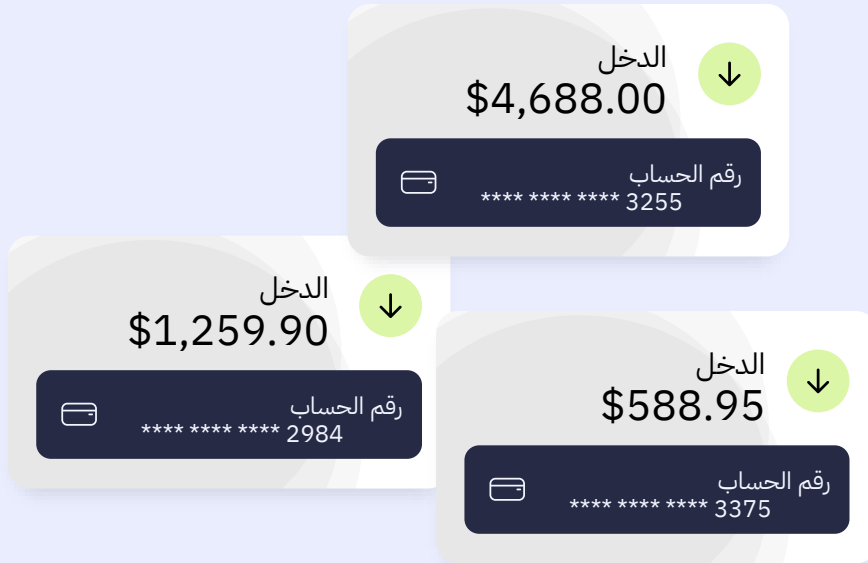 الدخل
$4,688.00
رقم الحساب
**** **** **** 3255
الدخل
$1,259.90
رقم الحساب
**** **** **** 2984
الدخل
$588.95
رقم الحساب
**** **** **** 3375